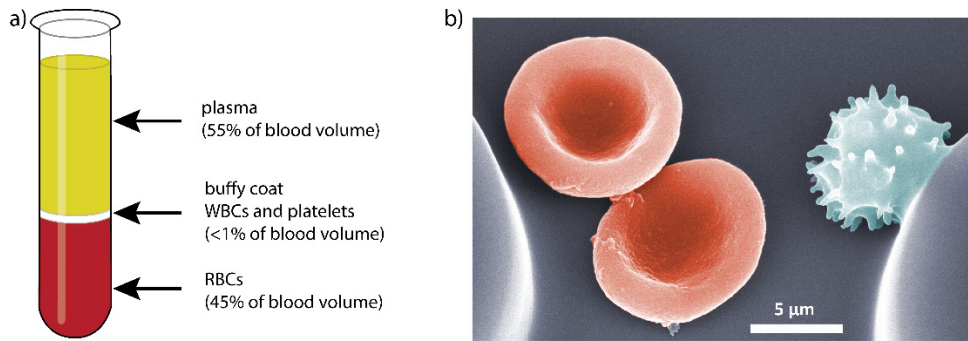 a)
plasma
(55% of blood volume)
buffy coat
WBCs and platelets
(<1% of blood volume)
RBCs
(45% of blood volume)
b)
5 μm